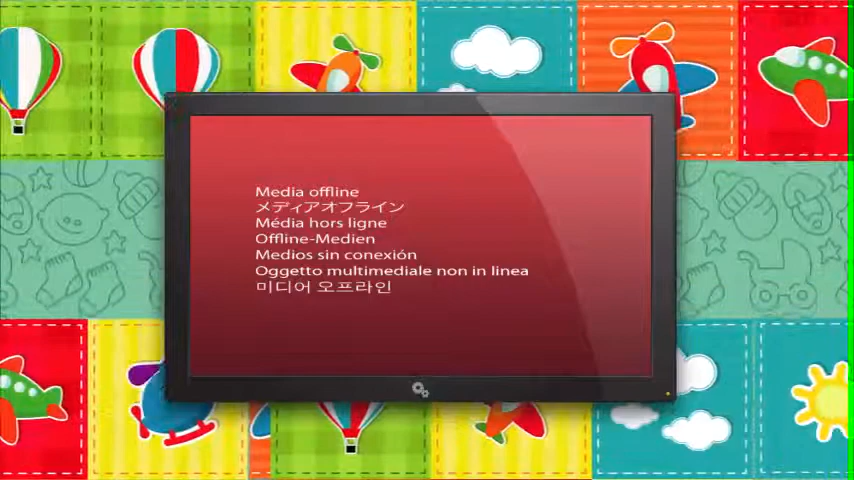 Media offline
メディアオフライン
Média hors ligne
Offline-Medien
Medios sin conexión
Oggetto multimediale non in linea
미디어 오프라인